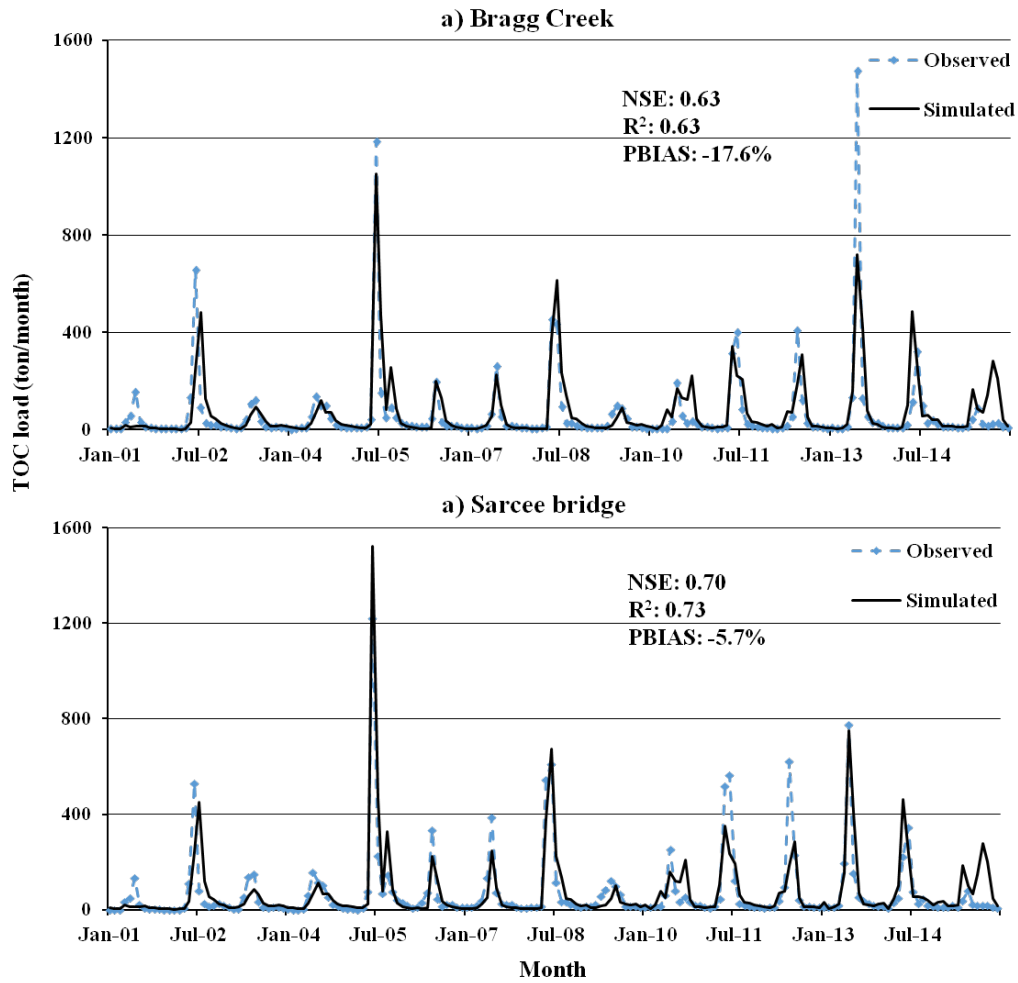 a) Bragg Creek
1600
1200
800
400
0
Observed
Simulated
NSE: 0.63
R²: 0.63
PBIAS: -17.6%
Jan-01 Jul-02 Jan-04 Jul-05 Jan-07 Jul-08 Jan-10 Jul-11 Jan-13 Jul-14
TOC load (ton/month)
a) Sarcee bridge
1600
1200
800
400
0
Observed
Simulated
NSE: 0.70
R²: 0.73
PBIAS: -5.7%
Jan-01 Jul-02 Jan-04 Jul-05 Jan-07 Jul-08 Jan-10 Jul-11 Jan-13 Jul-14
Month